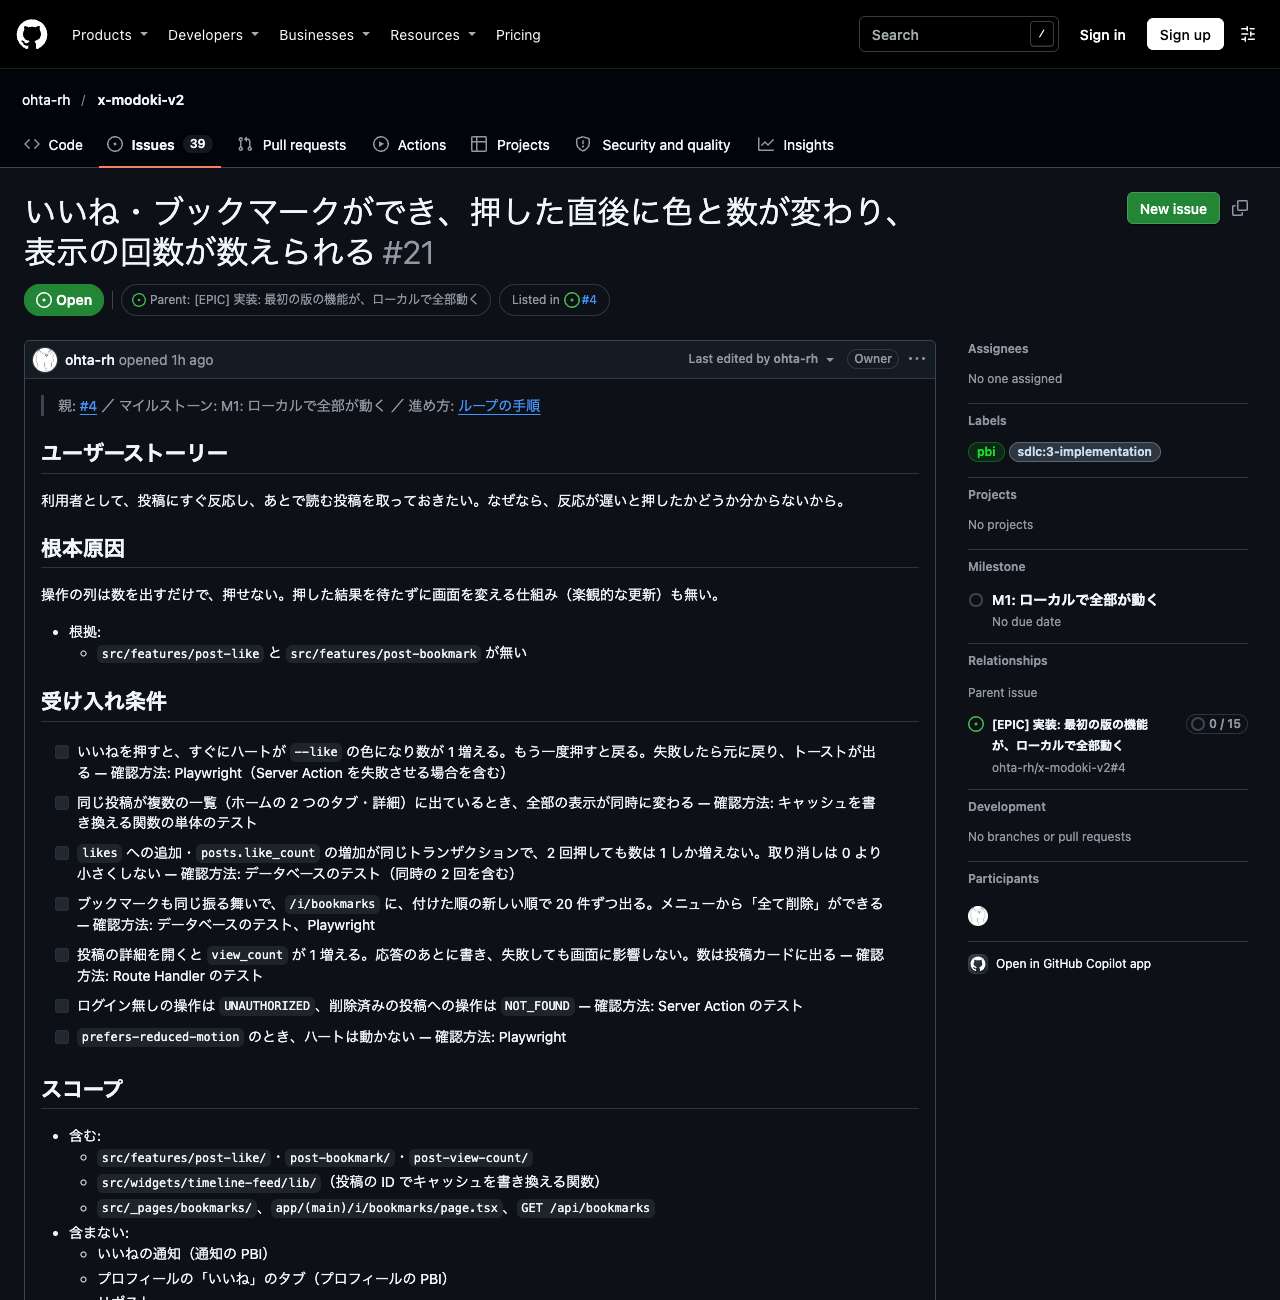 Products
Developers
Businesses
Resources
Pricing
Search
/
Sign in
Sign up
ohta-rh / x-modoki-v2
Code
Issues 39
Pull requests
Actions
Projects
Security and quality
Insights
いいね・ブックマークができ、押した直後に色と数が変わり、
表示の回数が数えられる #21
New issue
Open
Parent: [EPIC] 実装: 最初の版の機能が、ローカルで全部動く
Listed in #4
ohta-rh opened 1h ago
Last edited by ohta-rh
Owner
親: #4 ／ マイルストーン: M1: ローカルで全部が動く ／ 進め方: ループの手順
ユーザーストーリー
利用者として、投稿にすぐ反応し、あとで読む投稿を取っておきたい。なぜなら、反応が遅いと押したかどうか分からないから。
根本原因
操作の列は数を出すだけで、押せない。押した結果を待たずに画面を変える仕組み（楽観的な更新）も無い。
根拠:
src/features/post-like と src/features/post-bookmark が無い
受け入れ条件
いいねを押すと、すぐにハートが --like の色になり数が 1 増える。もう一度押すと戻る。失敗したら元に戻り、トーストが出
る — 確認方法: Playwright（Server Action を失敗させる場合を含む）
同じ投稿が複数の一覧（ホームの 2 つのタブ・詳細）に出ているとき、全部の表示が同時に変わる — 確認方法: キャッシュを書
き換える関数の単体のテスト
likes への追加・ posts.like_count の増加が同じトランザクションで、2 回押しても数は 1 しか増えない。取り消しは 0 より
小さくしない — 確認方法: データベースのテスト（同時の 2 回を含む）
ブックマークも同じ振る舞いで、 /i/bookmarks に、付けた順の新しい順で 20 件ずつ出る。メニューから「全て削除」ができる
— 確認方法: データベースのテスト、Playwright
投稿の詳細を開くと view_count が 1 増える。応答のあとに書き、失敗しても画面に影響しない。数は投稿カードに出る — 確認
方法: Route Handler のテスト
ログイン無しの操作は UNAUTHORIZED 、削除済みの投稿への操作は NOT_FOUND — 確認方法: Server Action のテスト
prefers-reduced-motion のとき、ハートは動かない — 確認方法: Playwright
スコープ
含む:
src/features/post-like/ ・ post-bookmark/ ・ post-view-count/
src/widgets/timeline-feed/lib/ （投稿の ID でキャッシュを書き換える関数）
src/_pages/bookmarks/ 、 app/(main)/i/bookmarks/page.tsx 、 GET /api/bookmarks
含まない:
いいねの通知（通知の PBI）
プロフィールの「いいね」のタブ（プロフィールの PBI）
Assignees
No one assigned
Labels
pbi
sdlc:3-implementation
Projects
No projects
Milestone
M1: ローカルで全部が動く
No due date
Relationships
Parent issue
[EPIC] 実装: 最初の版の機能
が、ローカルで全部動く
0 / 15
ohta-rh/x-modoki-v2#4
Development
No branches or pull requests
Participants
Open in GitHub Copilot app